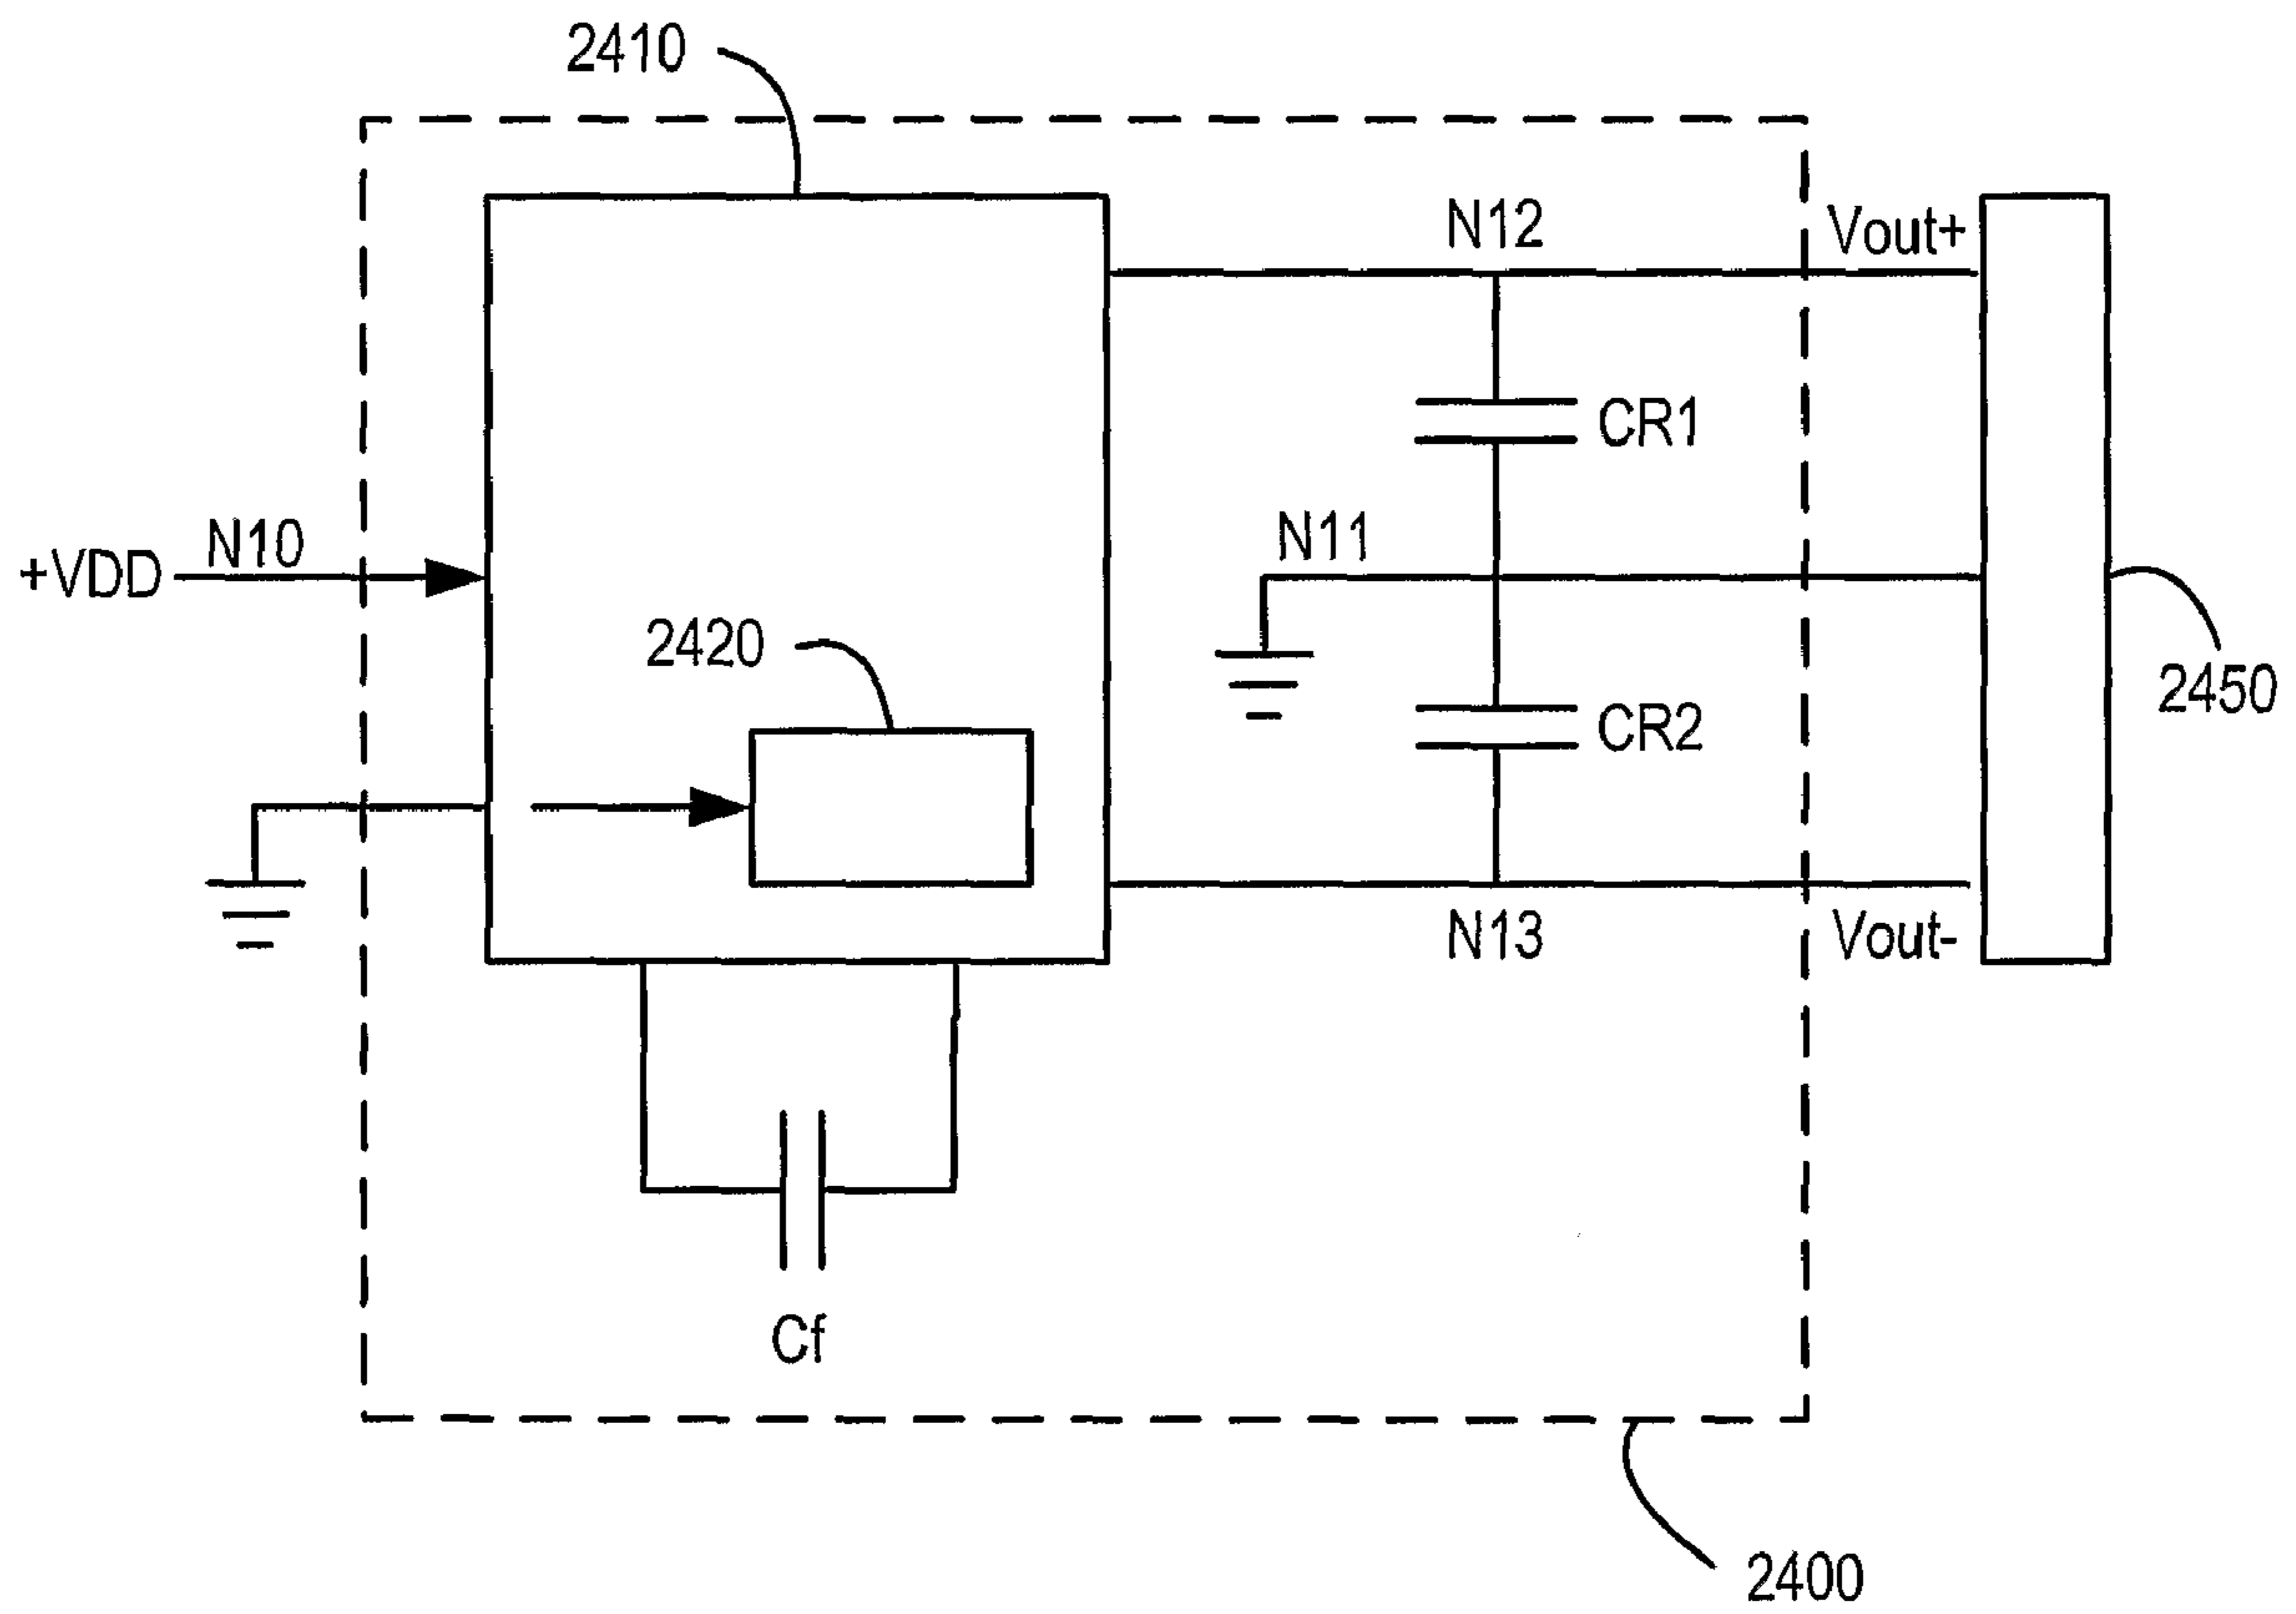 2410
N12
Vout+
CR1
N11
+VDD
N10
2420
2450
CR2
N13
Vout-
Cf
2400